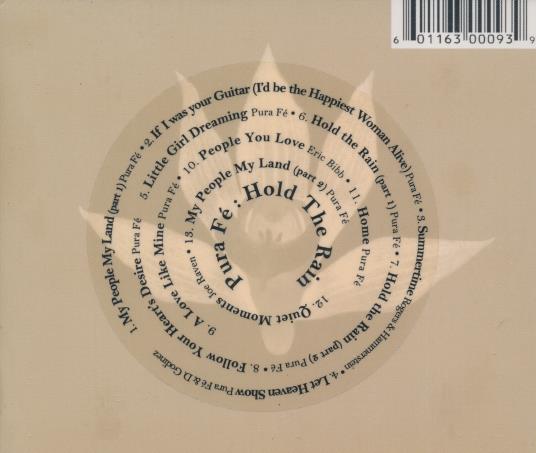 6 01163 00093 9
1. My People My Land (part 1) Pura Fé • 2. If I was your Guitar (I'd be the Happiest Woman Alive) Pura Fé • 3. Summertime Rogers & Hammerstein • 4. Let Heaven Show Pura Fé & D. Godinez
5. Little Girl Dreaming Pura Fé • 6. Hold the Rain (part 1) Pura Fé • 7. Hold the Rain (part 2) Pura Fé • 8. Follow Your Heart's Desire Pura Fé
9. A Love Like Mine Pura Fé • 10. People You Love Eric Bibb • 11. Home Pura Fé
12. Quiet Moments Joe Raven • 13. My People My Land (part 2) Pura Fé
Pura Fé : Hold The Rain